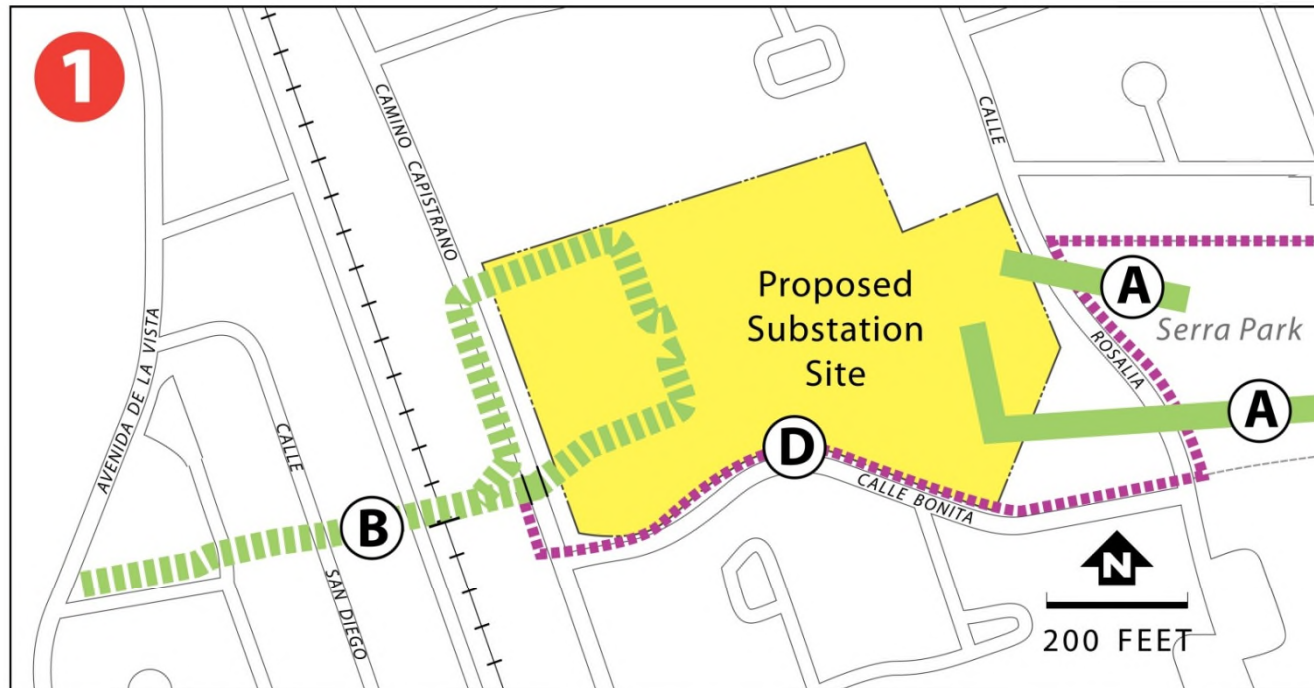 1
CAMINO CAPISTRANO
CALLE
ROSALIA
Proposed
Substation
Site
A
Serra Park
A
AVENIDA DE LA VISTA
CALLE
SAN DIEGO
B
D
CALLE BONITA
N
200 FEET